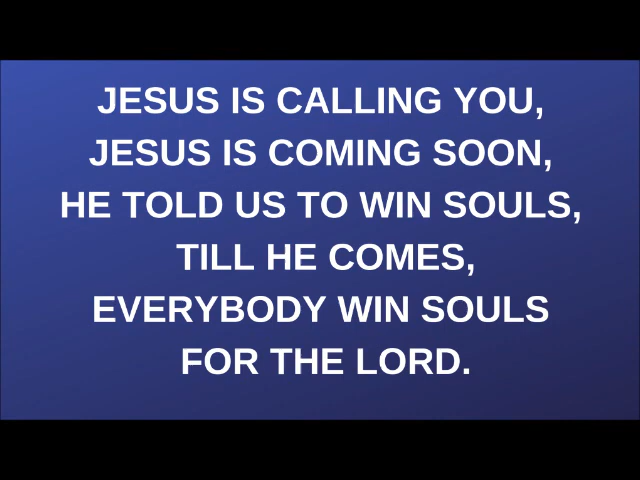 JESUS IS CALLING YOU,
JESUS IS COMING SOON,
HE TOLD US TO WIN SOULS,
TILL HE COMES,
EVERYBODY WIN SOULS
FOR THE LORD.